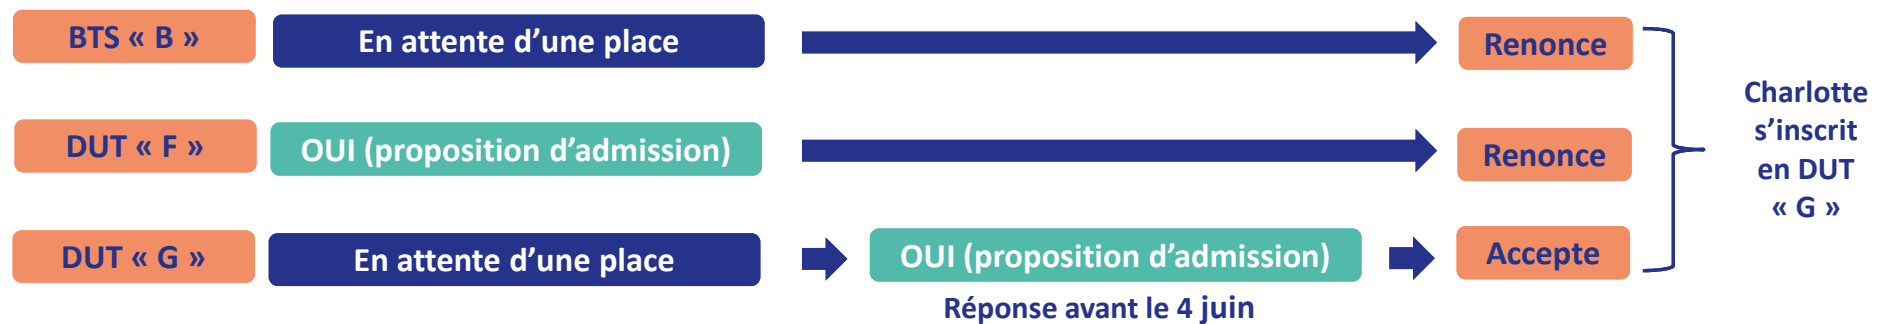 BTS « B »
En attente d’une place
Renonce
DUT « F »
OUI (proposition d’admission)
Renonce
DUT « G »
En attente d’une place
OUI (proposition d’admission)
Accepte
Réponse avant le 4 juin
Charlotte
s’inscrit
en DUT
« G »